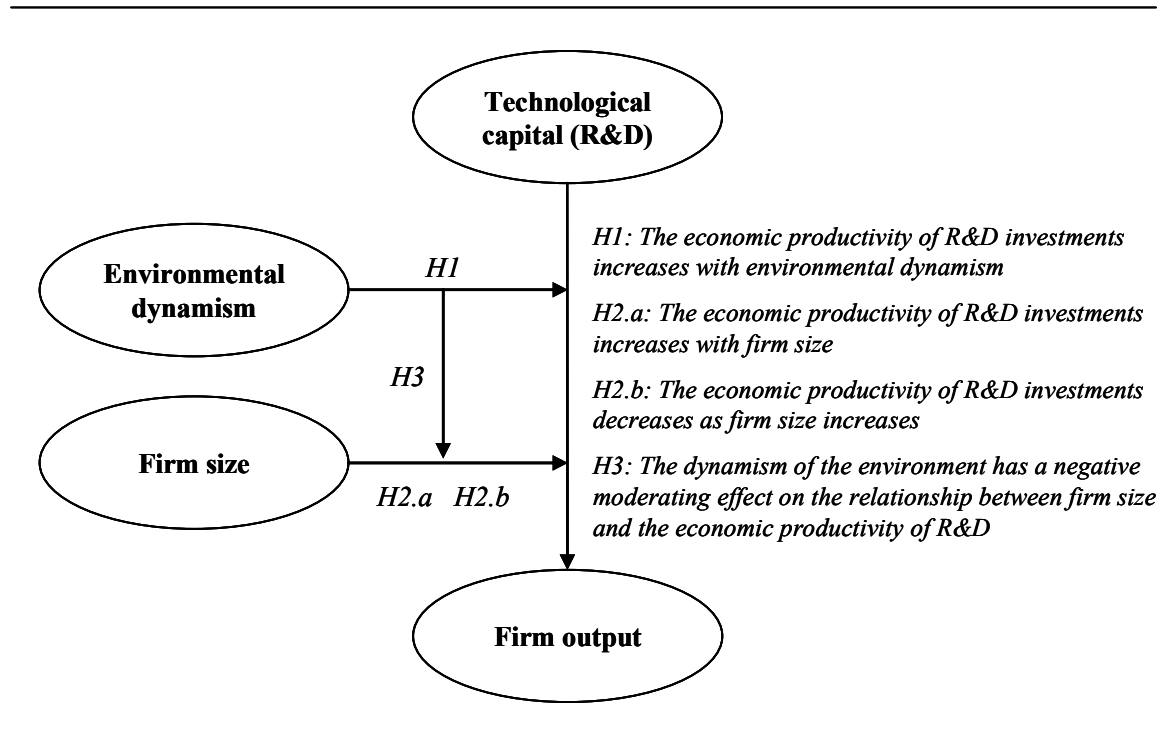 Technological
capital (R&D)
Environmental
dynamism
H1
H3
Firm size
H2.a H2.b
H1: The economic productivity of R&D investments
increases with environmental dynamism
H2.a: The economic productivity of R&D investments
increases with firm size
H2.b: The economic productivity of R&D investments
decreases as firm size increases
H3: The dynamism of the environment has a negative
moderating effect on the relationship between firm size
and the economic productivity of R&D
Firm output